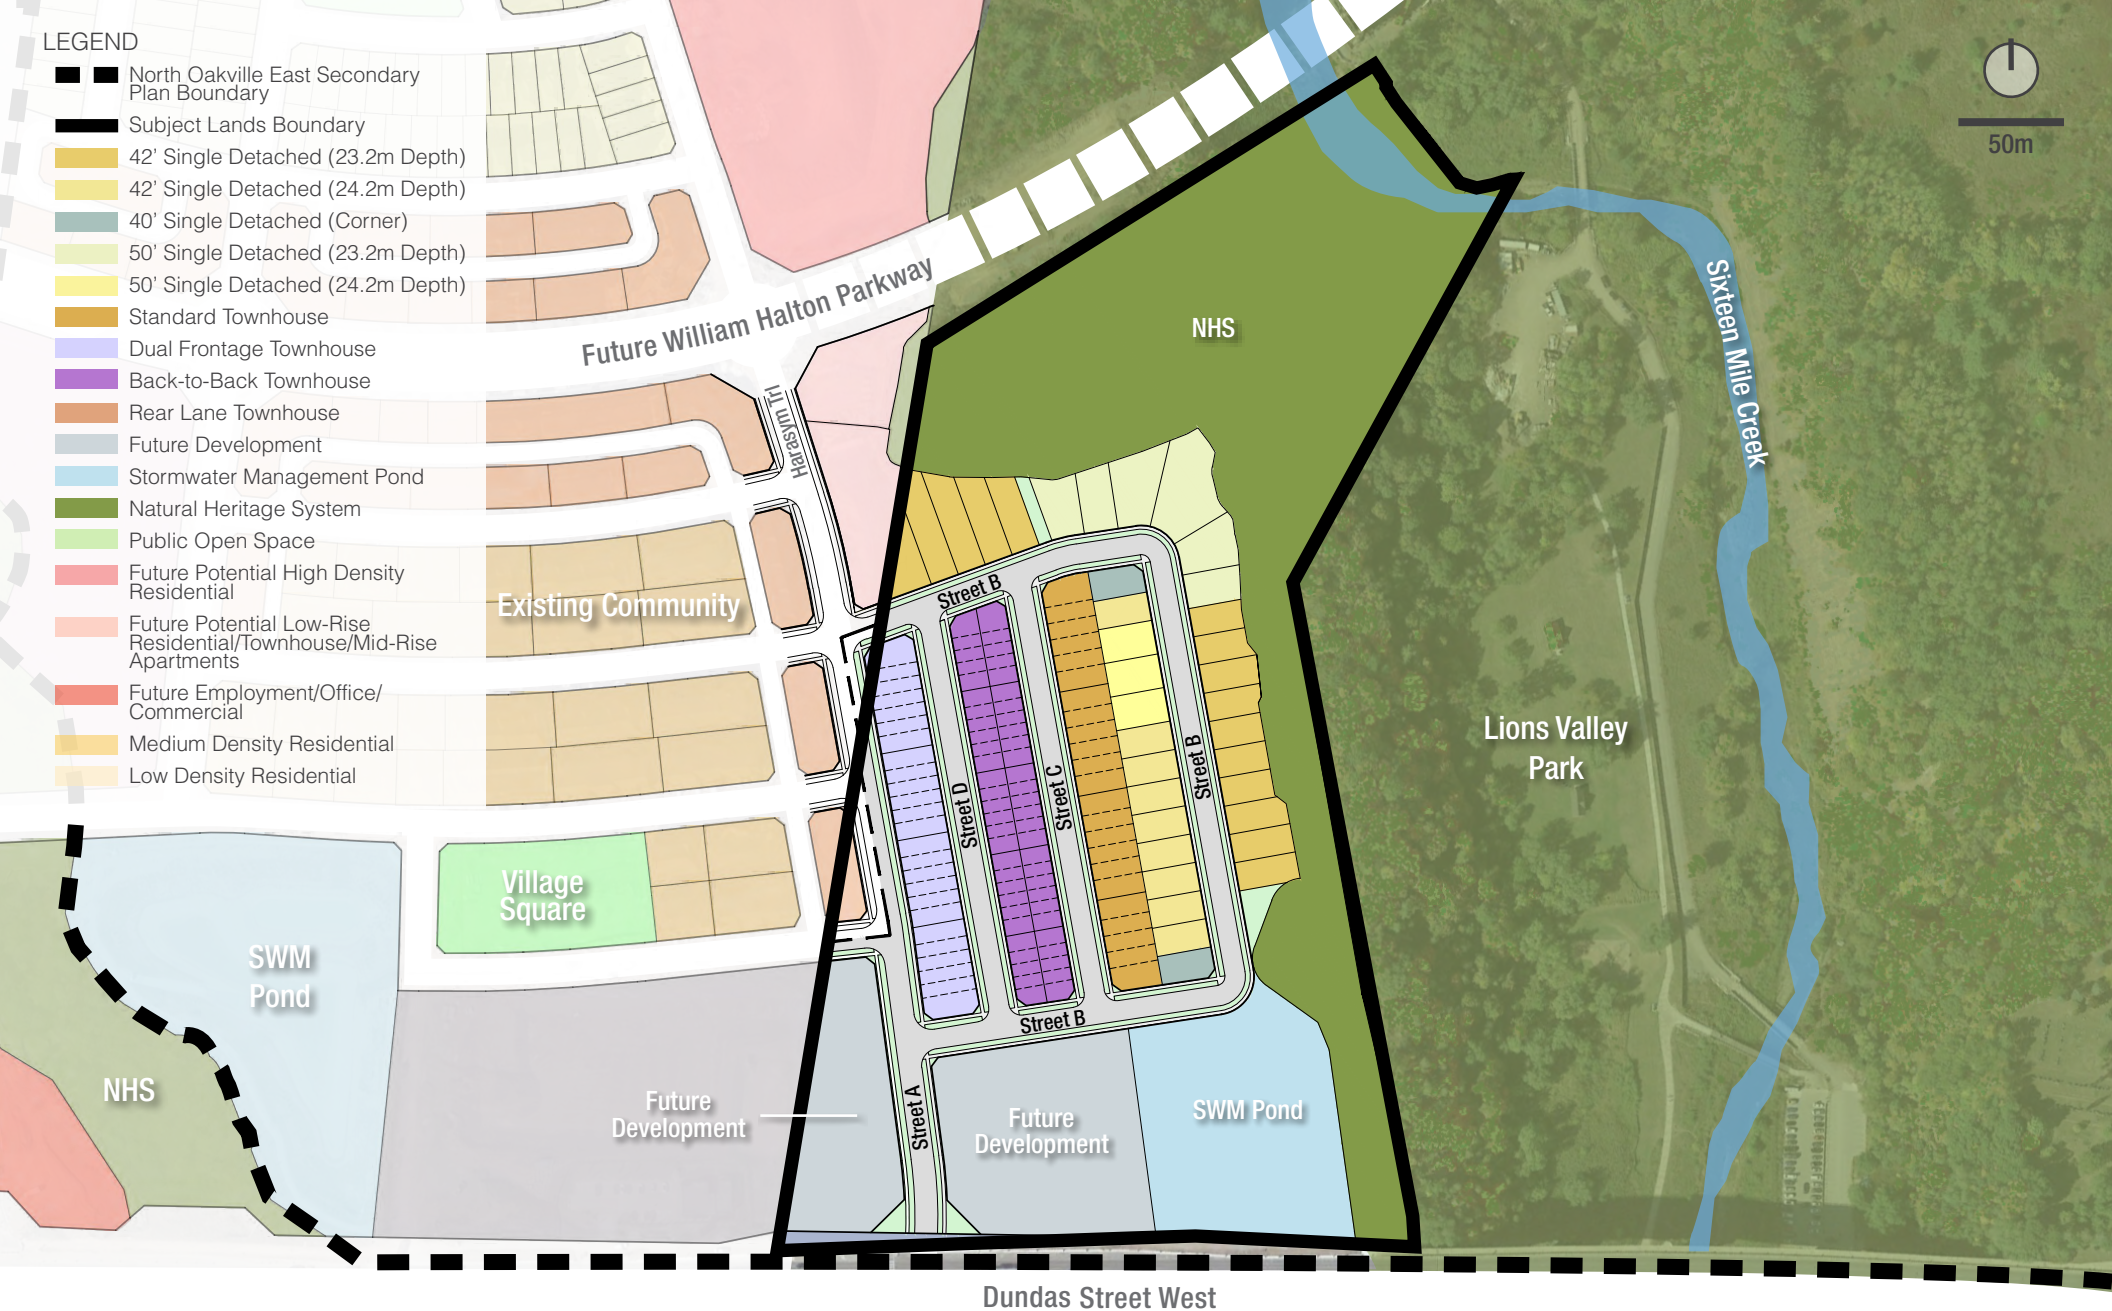 LEGEND
North Oakville East Secondary
Plan Boundary
Subject Lands Boundary
42' Single Detached (23.2m Depth)
42' Single Detached (24.2m Depth)
40' Single Detached (Corner)
50' Single Detached (23.2m Depth)
50' Single Detached (24.2m Depth)
Standard Townhouse
Dual Frontage Townhouse
Back-to-Back Townhouse
Rear Lane Townhouse
Future Development
Stormwater Management Pond
Natural Heritage System
Public Open Space
Future Potential High Density
Residential
Future Potential Low-Rise
Residential/Townhouse/Mid-Rise
Apartments
Future Employment/Office/
Commercial
Medium Density Residential
Low Density Residential
50m
Future William Halton Parkway
NHS
Sixteen Mile Creek
Harasym Trl
Existing Community
Street B
Lions Valley
Park
Street B
Street C
Street D
Village
Square
SWM
Pond
Street B
NHS
Future
Development
Street A
Future
Development
SWM Pond
Dundas Street West